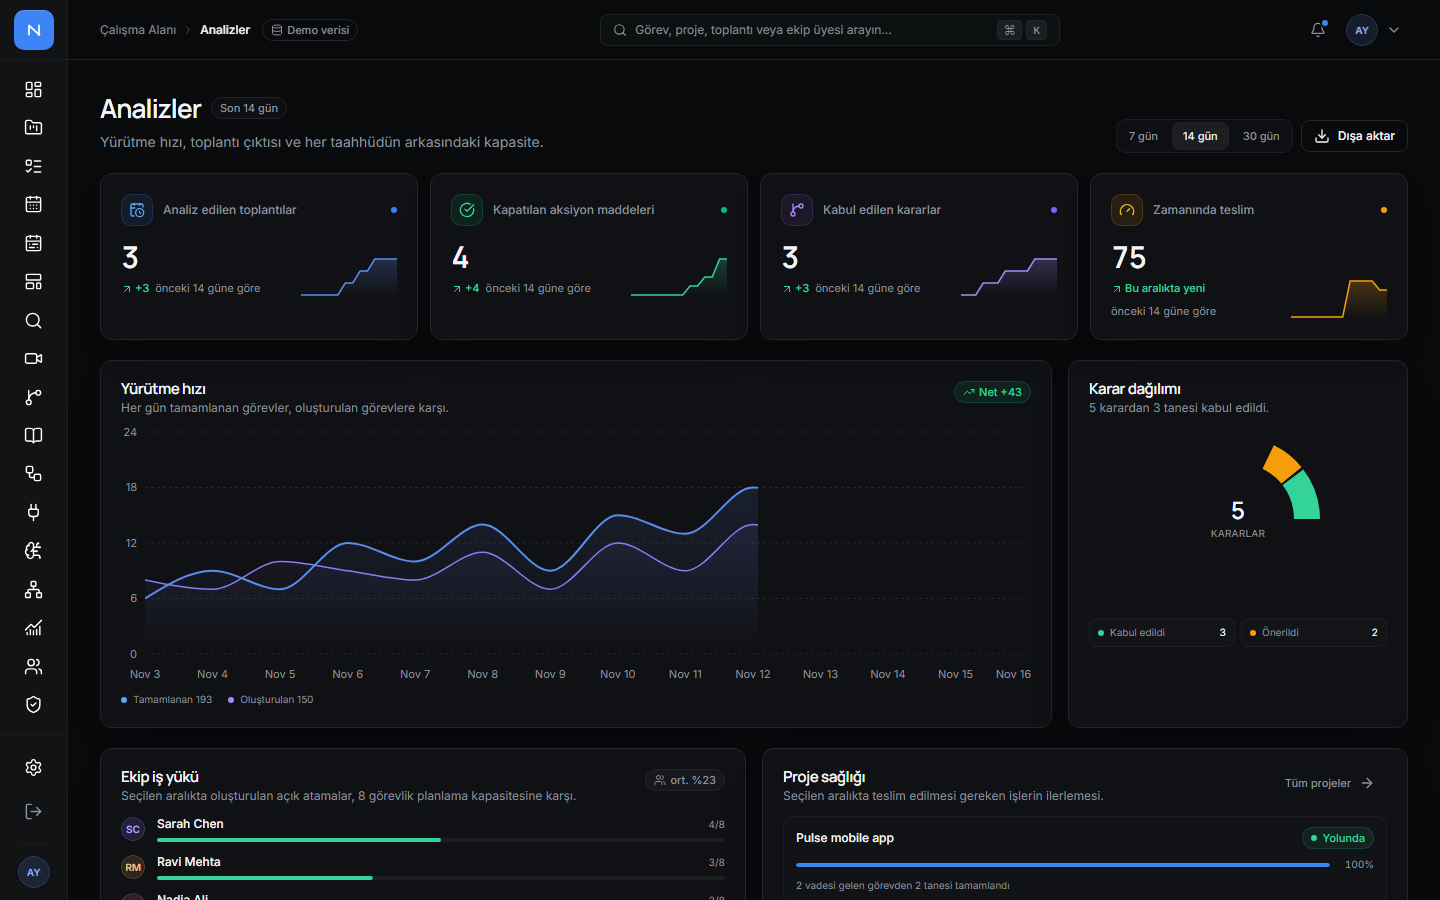 Çalışma Alanı
Analizler
Demo verisi
Görev, proje, toplantı veya ekip üyesi arayın...
⌘ K
AY
Analizler
Son 14 gün
Yürütme hızı, toplantı çıktısı ve her taahhüdün arkasındaki kapasite.
7 gün
14 gün
30 gün
Dışa aktar
Analiz edilen toplantılar
3
+3 önceki 14 güne göre
Kapatılan aksiyon maddeleri
4
+4 önceki 14 güne göre
Kabul edilen kararlar
3
+3 önceki 14 güne göre
Zamanında teslim
75
Bu aralıkta yeni
önceki 14 güne göre
Yürütme hızı
Her gün tamamlanan görevler, oluşturulan görevlere karşı.
Net +43
24
18
12
6
0
Nov 3 Nov 4 Nov 5 Nov 6 Nov 7 Nov 8 Nov 9 Nov 10 Nov 11 Nov 12 Nov 13 Nov 14 Nov 15 Nov 16
Tamamlanan 193 Oluşturulan 150
Karar dağılımı
5 karardan 3 tanesi kabul edildi.
5
KARARLAR
Kabul edildi 3
Önerildi 2
Ekip iş yükü
Seçilen aralıkta oluşturulan açık atamalar, 8 görevlik planlama kapasitesine karşı.
ort. %23
SC Sarah Chen 4/8
RM Ravi Mehta 3/8
Nadia Ali
Proje sağlığı
Seçilen aralıkta teslim edilmesi gereken işlerin ilerlemesi.
Tüm projeler
Pulse mobile app
Yolunda
100%
2 vadesi gelen görevden 2 tanesi tamamlandı
AY